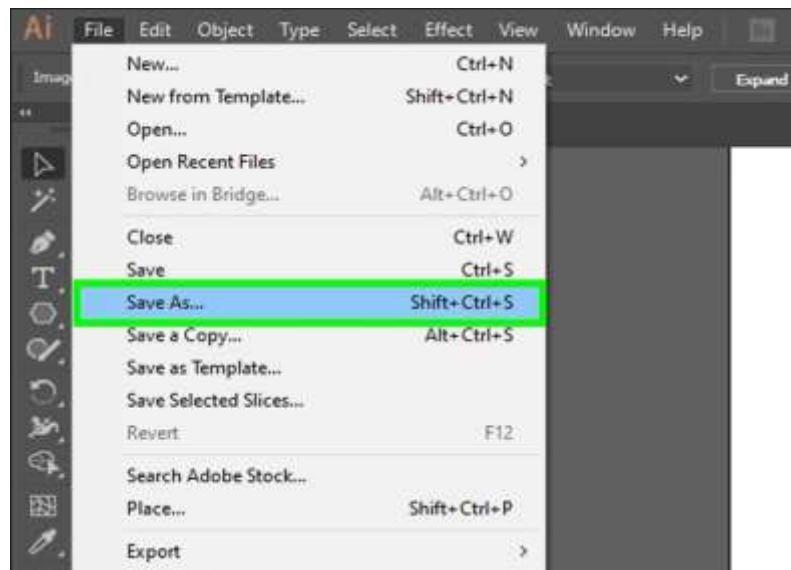 Ai File Edit Object Type Select Effect View Window Help
Imag
Expand
New... Ctrl+N
New from Template... Shift+Ctrl+N
Open... Ctrl+O
Open Recent Files >
Browse in Bridge... Alt+Ctrl+O
Close Ctrl+W
Save Ctrl+S
Save As... Shift+Ctrl+S
Save a Copy... Alt+Ctrl+S
Save as Template...
Save Selected Slices...
Revert F12
Search Adobe Stock...
Place... Shift+Ctrl+P
Export >